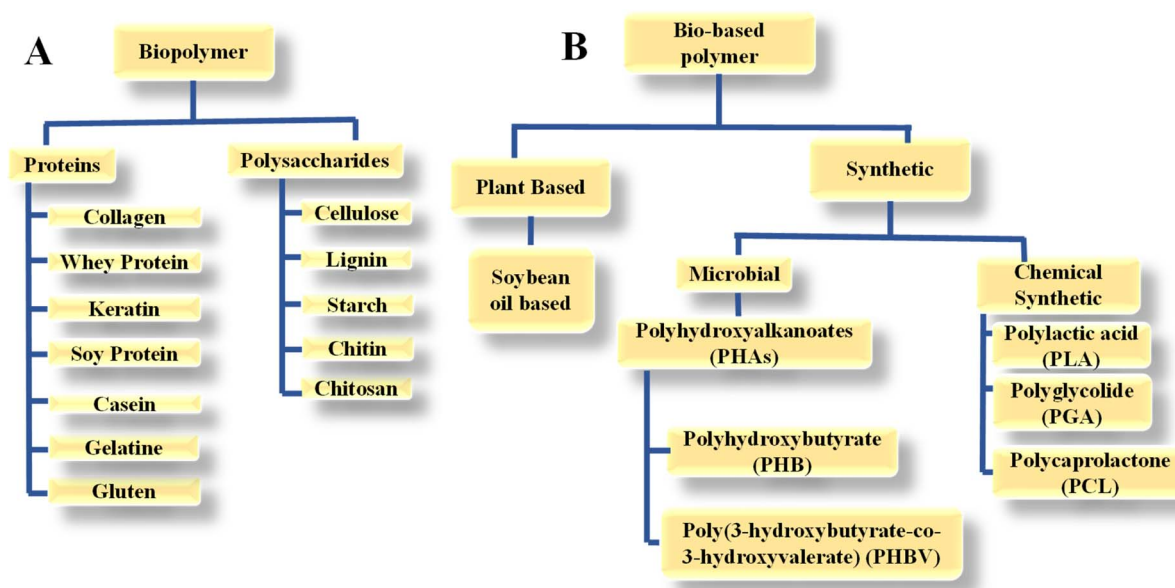 A
Biopolymer
Proteins
Collagen
Whey Protein
Keratin
Soy Protein
Casein
Gelatine
Gluten
Polysaccharides
Cellulose
Lignin
Starch
Chitin
Chitosan
B
Bio-based
polymer
Plant Based
Soybean
oil based
Synthetic
Microbial
Polyhydroxyalkanoates
(PHAs)
Polyhydroxybutyrate
(PHB)
Poly(3-hydroxybutyrate-co-
3-hydroxyvalerate) (PHBV)
Chemical
Synthetic
Polylactic acid
(PLA)
Polyglycolide
(PGA)
Polycaprolactone
(PCL)